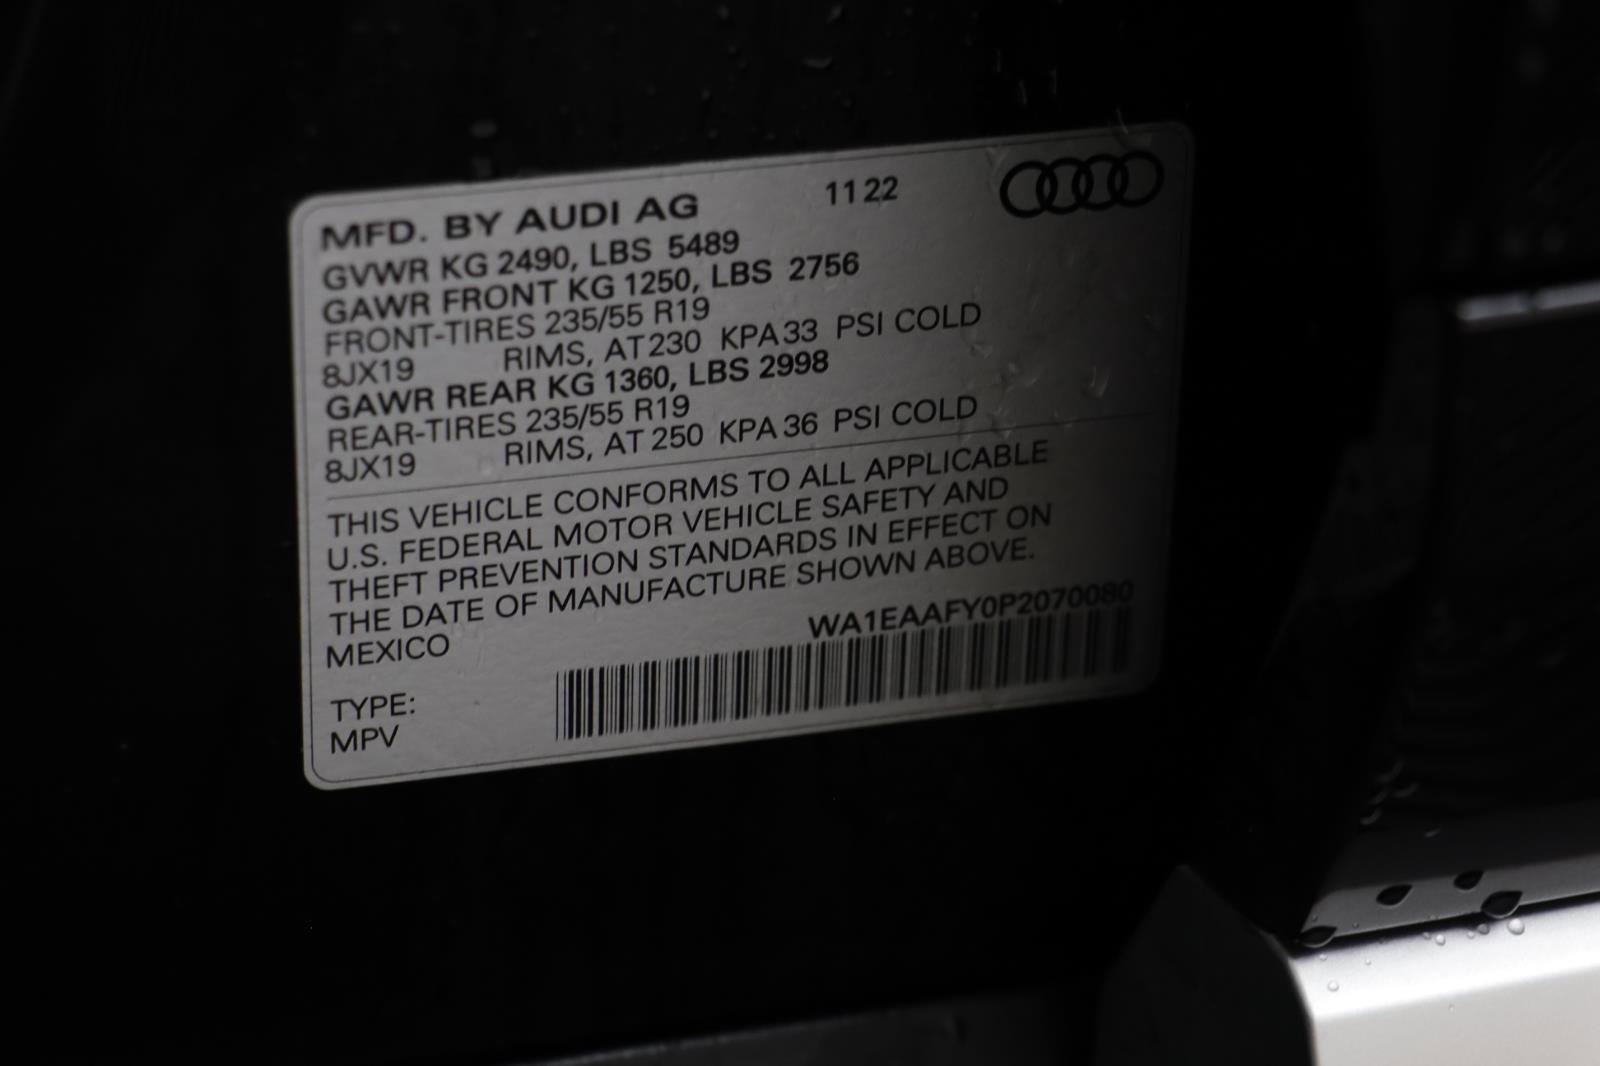 MFD. BY AUDI AG 11 22
GVWR KG 2490, LBS 5489
GAWR FRONT KG 1250, LBS 2756
FRONT-TIRES 235/55 R19
8JX19 RIMS, AT 230 KPA 33 PSI COLD
GAWR REAR KG 1360, LBS 2998
REAR-TIRES 235/55 R19
8JX19 RIMS, AT 250 KPA 36 PSI COLD
THIS VEHICLE CONFORMS TO ALL APPLICABLE
U.S. FEDERAL MOTOR VEHICLE SAFETY AND
THEFT PREVENTION STANDARDS IN EFFECT ON
THE DATE OF MANUFACTURE SHOWN ABOVE.
MEXICO WA1EAAFY0P2070080
TYPE:
MPV